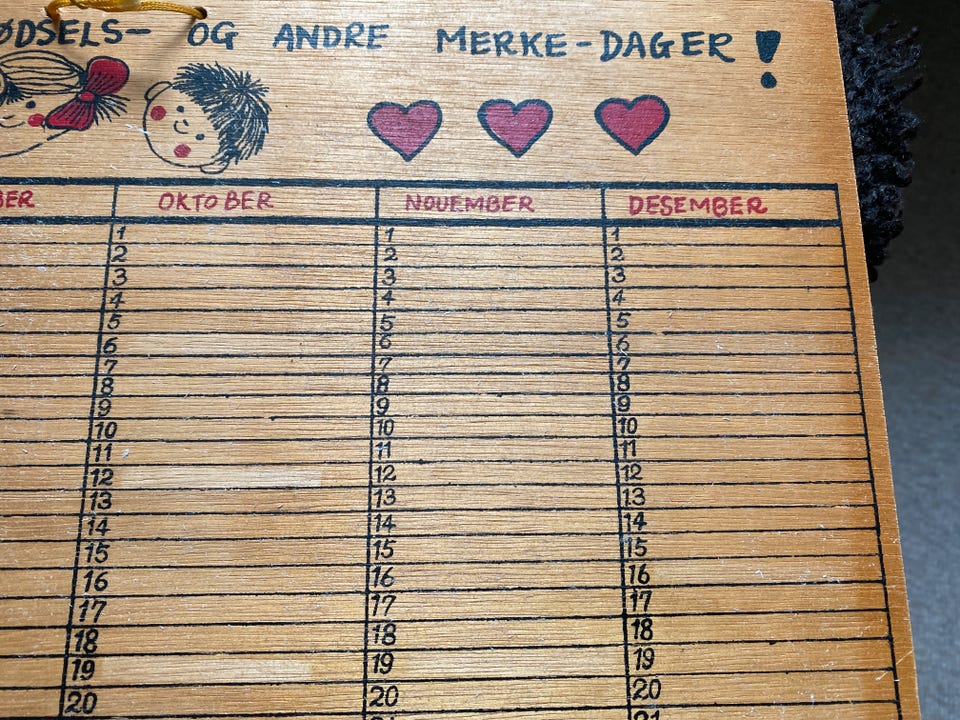 ØDSELS- OG ANDRE MERKE-DAGER!
BER OKTOBER NOVEMBER DESEMBER
1 1 1
2 2 2
3 3 3
4 4 4
5 5 5
6 6 6
7 7 7
8 8 8
9 9 9
10 10 10
11 11 11
12 12 12
13 13 13
14 14 14
15 15 15
16 16 16
17 17 17
18 18 18
19 19 19
20 20 20
21 21